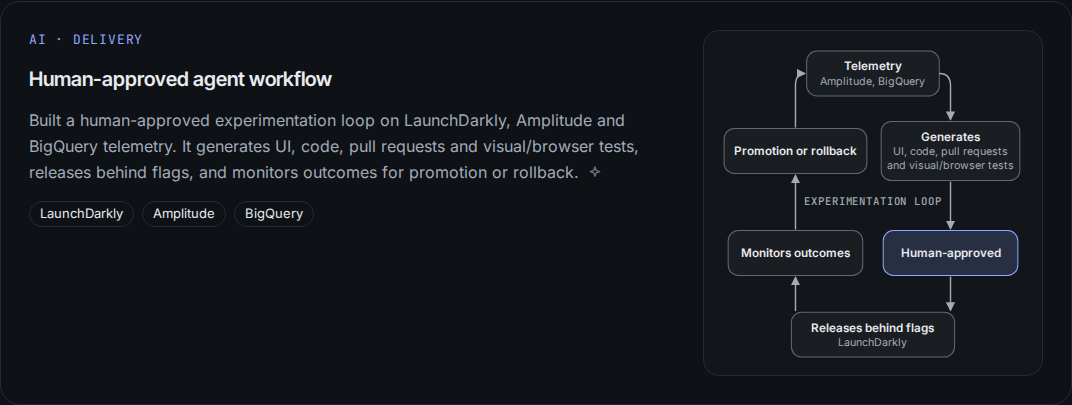 AI · DELIVERY
Human-approved agent workflow
Built a human-approved experimentation loop on LaunchDarkly, Amplitude and
BigQuery telemetry. It generates UI, code, pull requests and visual/browser tests,
releases behind flags, and monitors outcomes for promotion or rollback.
LaunchDarkly
Amplitude
BigQuery
Telemetry
Amplitude, BigQuery
Generates
UI, code, pull requests
and visual/browser tests
Promotion or rollback
EXPERIMENTATION LOOP
Monitors outcomes
Human-approved
Releases behind flags
LaunchDarkly